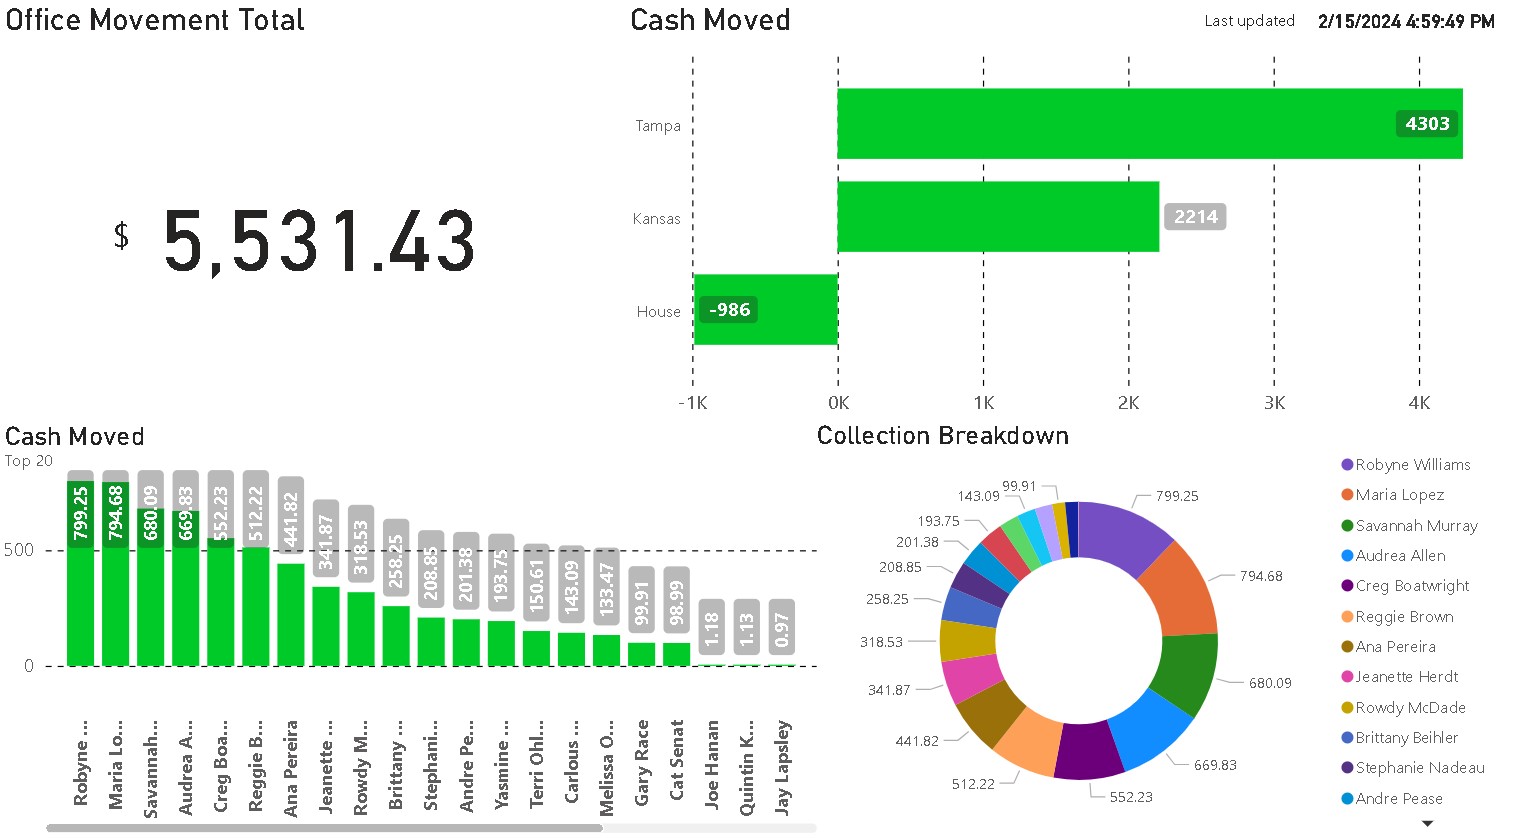 Office Movement Total
$ 5,531.43
Cash Moved
Last updated 2/15/2024 4:59:49 PM
Tampa 4303
Kansas 2214
House -986
-1K 0K 1K 2K 3K 4K
Cash Moved
Top 20
500
0
799.25 794.68 680.09 669.83 552.23 512.22 441.82 341.87 318.53 258.25 208.85 201.38 193.75 150.61 143.09 133.47 99.91 98.99 1.18 1.13 0.97
Robyne ...
Maria Lo...
Savannah...
Audrea A...
Creg Boa...
Reggie B...
Ana Pereira
Jeanette ...
Rowdy M...
Brittany ...
Stephani...
Andre Pe...
Yasmine ...
Terri Ohl...
Carlous ...
Melissa O...
Gary Race
Cat Senat
Joe Hanan
Quintin K...
Jay Lapsley
Collection Breakdown
799.25
794.68
680.09
669.83
552.23
512.22
441.82
341.87
318.53
258.25
208.85
201.38
193.75
143.09
99.91
Robyne Williams
Maria Lopez
Savannah Murray
Audrea Allen
Creg Boatwright
Reggie Brown
Ana Pereira
Jeanette Herdt
Rowdy McDade
Brittany Beihler
Stephanie Nadeau
Andre Pease